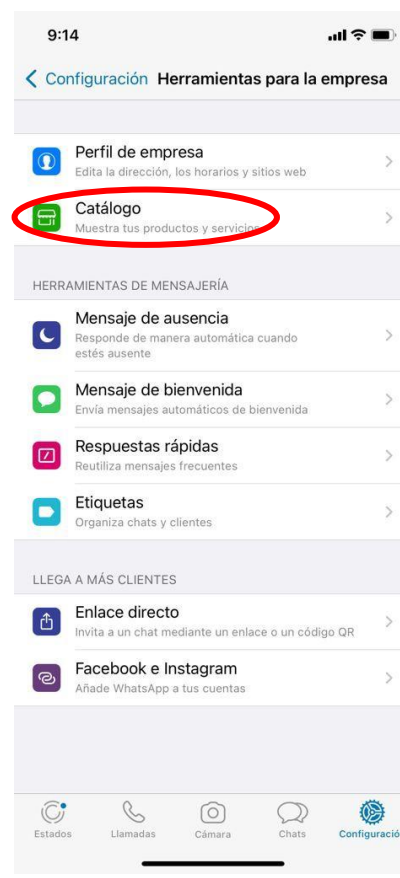 9:14
Configuración Herramientas para la empresa
Perfil de empresa
Edita la dirección, los horarios y sitios web
Catálogo
Muestra tus productos y servicios
HERRAMIENTAS DE MENSAJERÍA
Mensaje de ausencia
Responde de manera automática cuando
estés ausente
Mensaje de bienvenida
Envía mensajes automáticos de bienvenida
Respuestas rápidas
Reutiliza mensajes frecuentes
Etiquetas
Organiza chats y clientes
LLEGA A MÁS CLIENTES
Enlace directo
Invita a un chat mediante un enlace o un código QR
Facebook e Instagram
Añade WhatsApp a tus cuentas
Estados Llamadas Cámara Chats Configuració